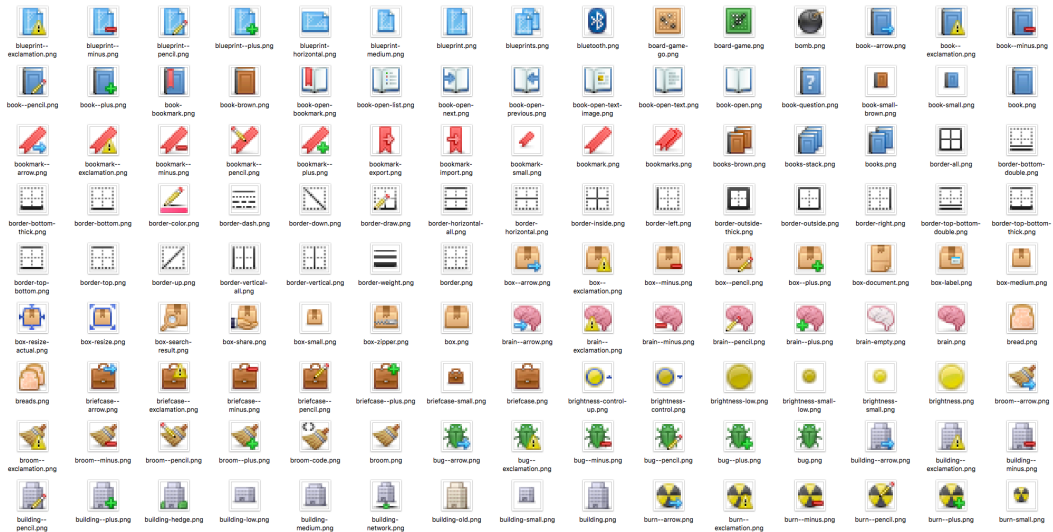 blueprint--exclamation.png
blueprint--minus.png
blueprint--pencil.png
blueprint--plus.png
blueprint-horizontal.png
blueprint-medium.png
blueprint.png
blueprints.png
bluetooth.png
board-game-go.png
board-game.png
bomb.png
book--arrow.png
book--exclamation.png
book--minus.png
book--pencil.png
book--plus.png
book-bookmark.png
book-brown.png
book-open-bookmark.png
book-open-list.png
book-open-next.png
book-open-previous.png
book-open-text-image.png
book-open-text.png
book-open.png
book-question.png
book-small-brown.png
book-small.png
book.png
bookmark--arrow.png
bookmark--exclamation.png
bookmark--minus.png
bookmark--pencil.png
bookmark--plus.png
bookmark-export.png
bookmark-import.png
bookmark-small.png
bookmark.png
bookmarks.png
books-brown.png
books-stack.png
books.png
border-all.png
border-bottom-double.png
border-bottom-thick.png
border-bottom.png
border-color.png
border-dash.png
border-down.png
border-draw.png
border-horizontal-all.png
border-horizontal.png
border-inside.png
border-left.png
border-outside-thick.png
border-outside.png
border-right.png
border-top-bottom-double.png
border-top-bottom-thick.png
border-top-bottom.png
border-top.png
border-up.png
border-vertical-all.png
border-vertical.png
border-weight.png
border.png
box--arrow.png
box--exclamation.png
box--minus.png
box--pencil.png
box--plus.png
box-document.png
box-label.png
box-medium.png
box-resize-actual.png
box-resize.png
box-search-result.png
box-share.png
box-small.png
box-zipper.png
box.png
brain--arrow.png
brain--exclamation.png
brain--minus.png
brain--pencil.png
brain--plus.png
brain-empty.png
brain.png
bread.png
breads.png
briefcase--arrow.png
briefcase--exclamation.png
briefcase--minus.png
briefcase--pencil.png
briefcase--plus.png
briefcase-small.png
briefcase.png
brightness-control-up.png
brightness-control.png
brightness-low.png
brightness-small-low.png
brightness-small.png
brightness.png
broom--arrow.png
broom--exclamation.png
broom--minus.png
broom--pencil.png
broom--plus.png
broom-code.png
broom.png
bug--arrow.png
bug--exclamation.png
bug--minus.png
bug--pencil.png
bug--plus.png
bug.png
building--arrow.png
building--exclamation.png
building--minus.png
building--pencil.png
building--plus.png
building-hedge.png
building-low.png
building-medium.png
building-network.png
building-old.png
building-small.png
building.png
burn--arrow.png
burn--exclamation.png
burn--minus.png
burn--pencil.png
burn--plus.png
burn-small.png